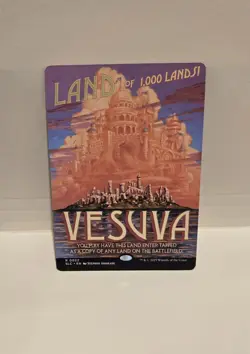 LAND OF 1,000 LANDS!
VESUVA
YOU MAY HAVE THIS LAND ENTER TAPPED
AS A COPY OF ANY LAND ON THE BATTLEFIELD.